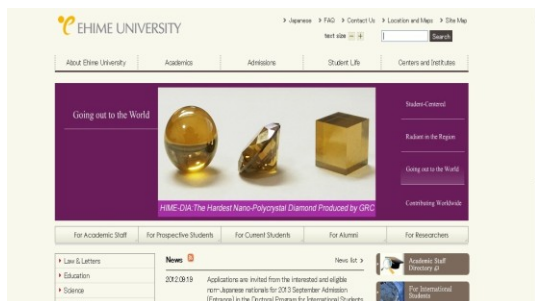 EHIME UNIVERSITY
Japanese FAQ Contact Us Location and Maps Site Map
text size − + Search
About Ehime University Academics Admissions Student Life Centers and Institutes
Going out to the World
Student-Centered
Radiant in the Region
Going out to the World
Contributing Worldwide
HIME-DIA:The Hardest Nano-Polycrystal Diamond Produced by GRC
For Academic Staff For Prospective Students For Current Students For Alumni For Researchers
Law & Letters
Education
Science
News News list
2012.09.19 Applications are invited from the interested and eligible
non-Japanese nationals for 2013 September Admission
(Entrance) in the Doctoral Program for International Students
Academic Staff
Directory
For International
Students